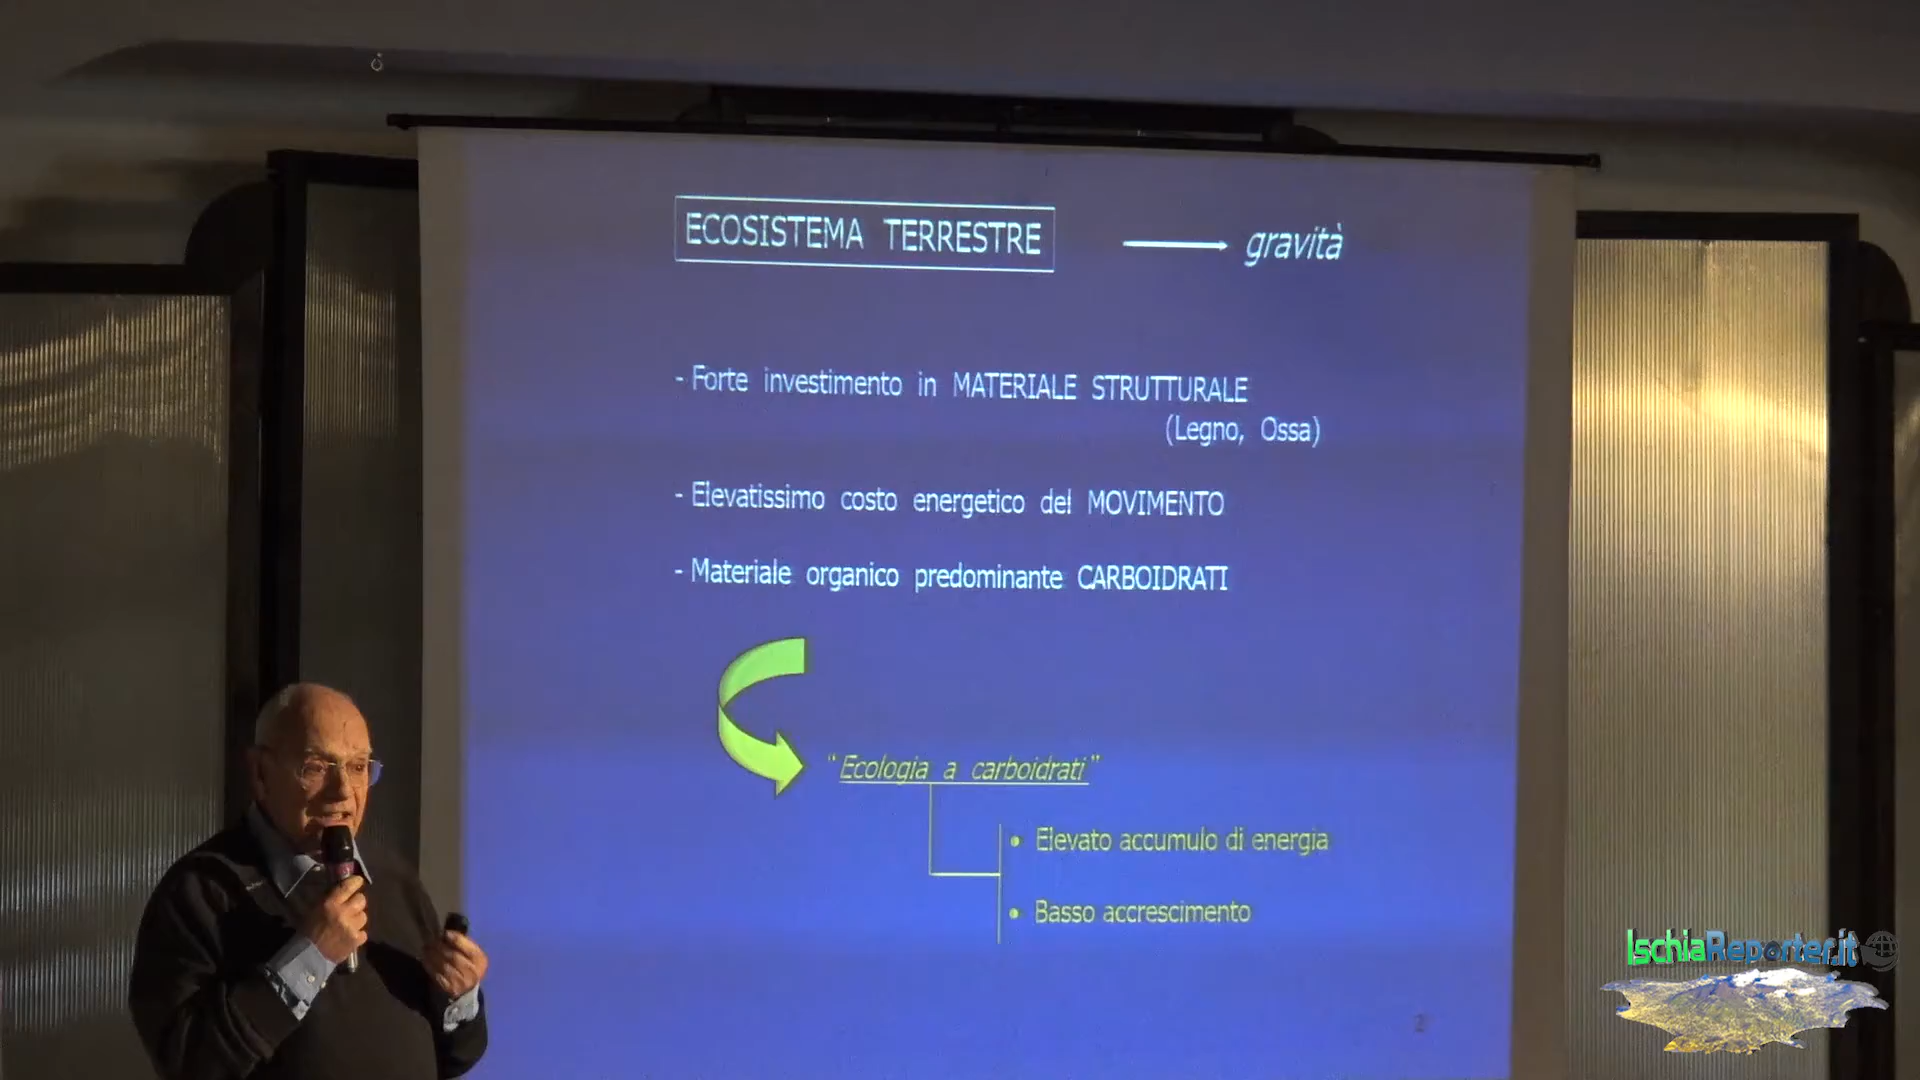 ECOSISTEMA TERRESTRE → gravità
- Forte investimento in MATERIALE STRUTTURALE
(Legno, Ossa)
- Elevatissimo costo energetico del MOVIMENTO
- Materiale organico predominante CARBOIDRATI
"Ecologia a carboidrati"
• Elevato accumulo di energia
• Basso accrescimento
IschiaReporter.it
2